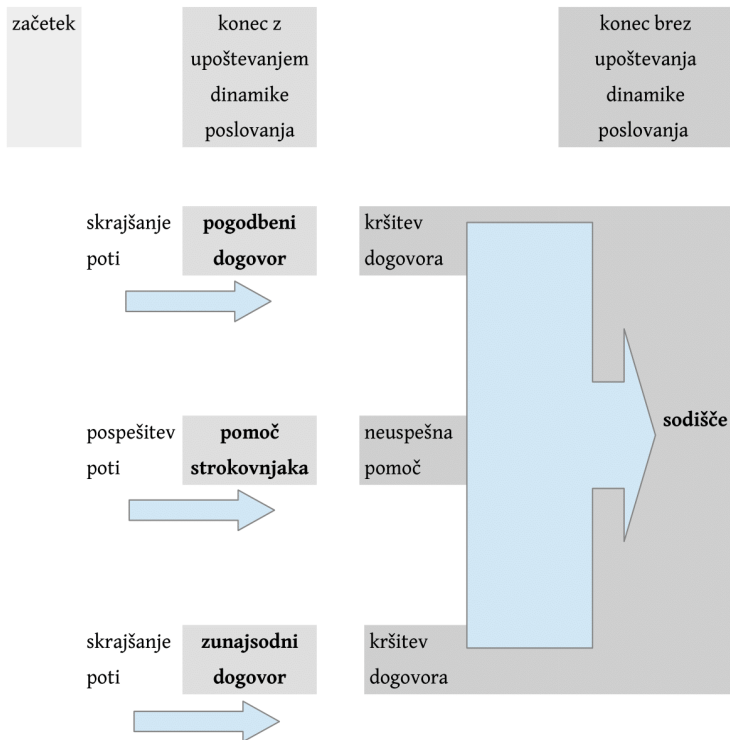 začetek
konec z
upoštevanjem
dinamike
poslovanja
konec brez
upoštevanja
dinamike
poslovanja
skrajšanje
poti
pogodbeni
dogovor
kršitev
dogovora
pospešitev
poti
pomoč
strokovnjaka
neuspešna
pomoč
sodišče
skrajšanje
poti
zunajsodni
dogovor
kršitev
dogovora